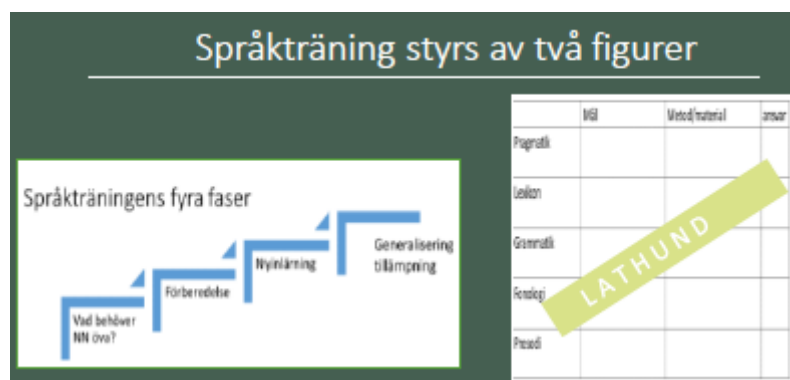 Språkträning styrs av två figurer
Språkträningens fyra faser
Vad behöver
NN öva?
Förberedelse
Nyinlärning
Generalisering
tillämpning
Mål
Metod/material
ansvar
Pragmatik
Lexikon
Grammatik
Fonologi
Prosodi
LATHUND